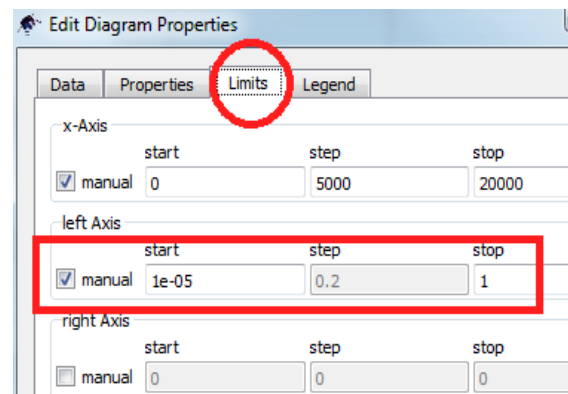 Edit Diagram Properties
Data Properties Limits Legend
x-Axis
start step stop
manual 0 5000 20000
left Axis
start step stop
manual 1e-05 0.2 1
right Axis
start step stop
manual 0 0 0